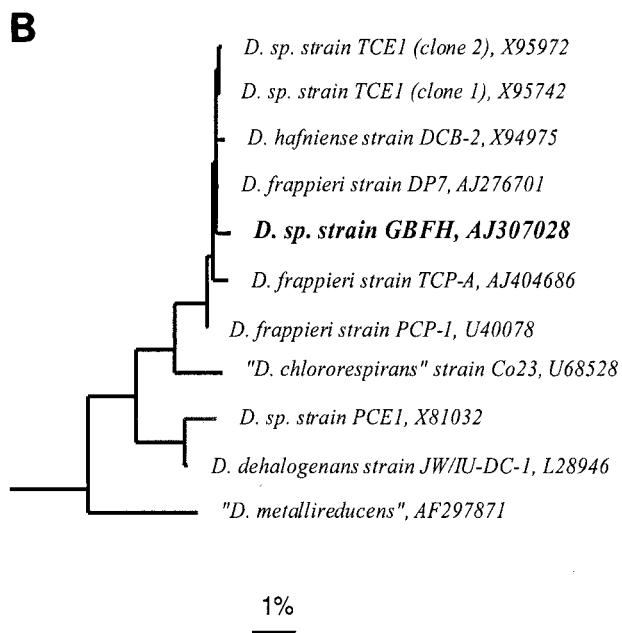 B
D. sp. strain TCE1 (clone 2), X95972
D. sp. strain TCE1 (clone 1), X95742
D. hafniense strain DCB-2, X94975
D. frappieri strain DP7, AJ276701
D. sp. strain GBFH, AJ307028
D. frappieri strain TCP-A, AJ404686
D. frappieri strain PCP-1, U40078
"D. chlororespirans" strain Co23, U68528
D. sp. strain PCE1, X81032
D. dehalogenans strain JW/IU-DC-1, L28946
"D. metallireducens", AF297871
1%